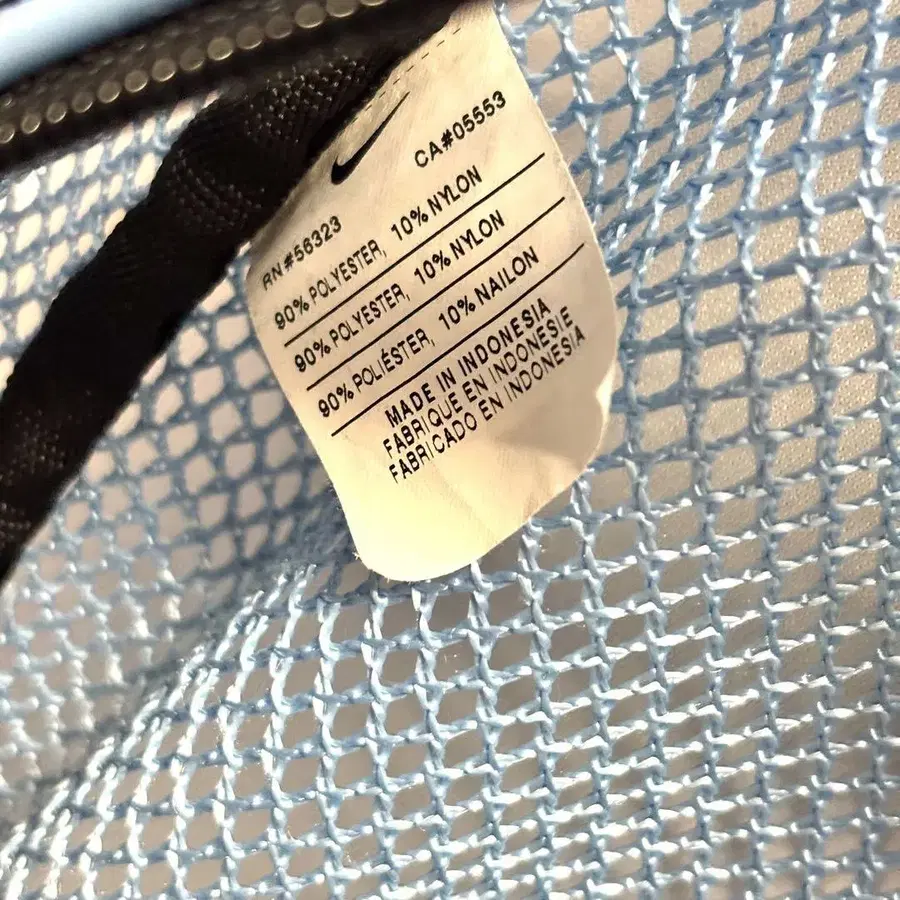 RN#56323 CA#05553
90% POLYESTER, 10% NYLON
90% POLYESTER, 10% NYLON
90% POLIÉSTER, 10% NAILON
MADE IN INDONESIA
FABRIQUE EN INDONESIE
FABRICADO EN INDONESIA